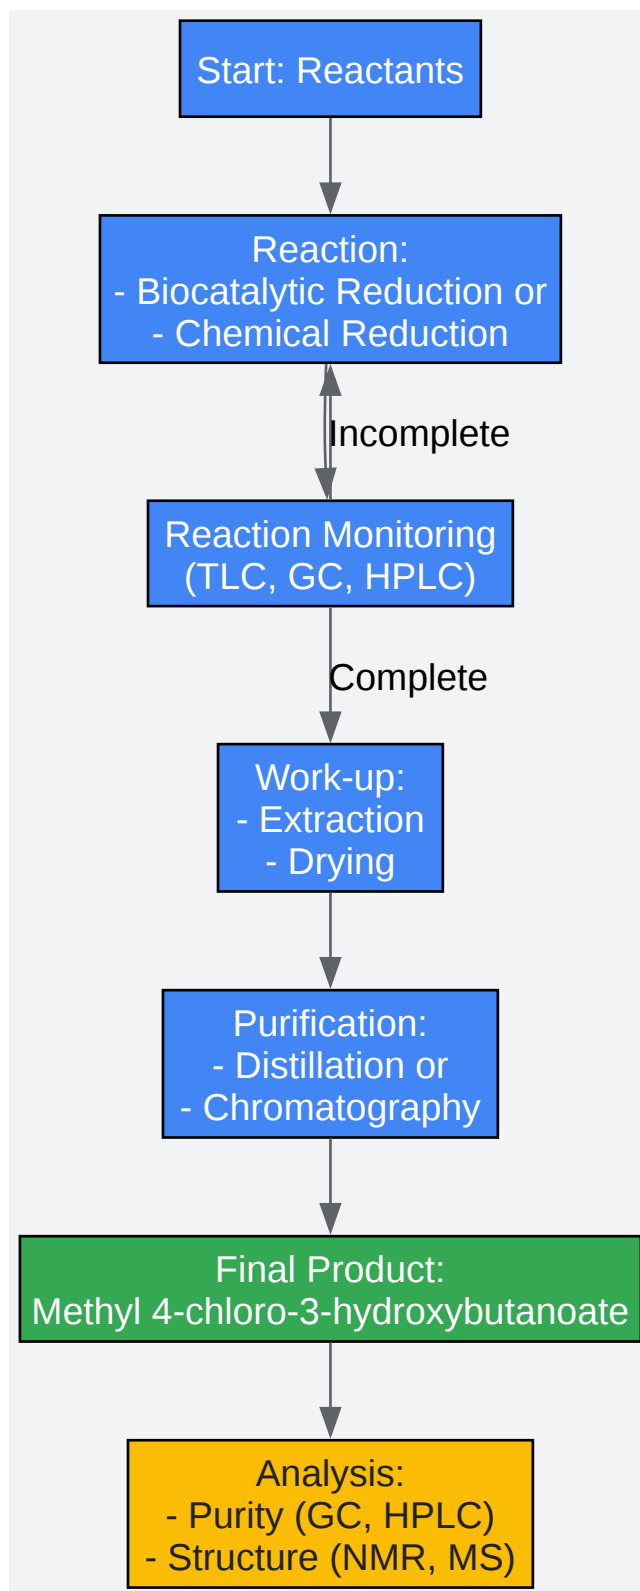 Start: Reactants
Reaction:
- Biocatalytic Reduction or
- Chemical Reduction
Incomplete
Reaction Monitoring
(TLC, GC, HPLC)
Complete
Work-up:
- Extraction
- Drying
Purification:
- Distillation or
- Chromatography
Final Product:
Methyl 4-chloro-3-hydroxybutanoate
Analysis:
- Purity (GC, HPLC)
- Structure (NMR, MS)